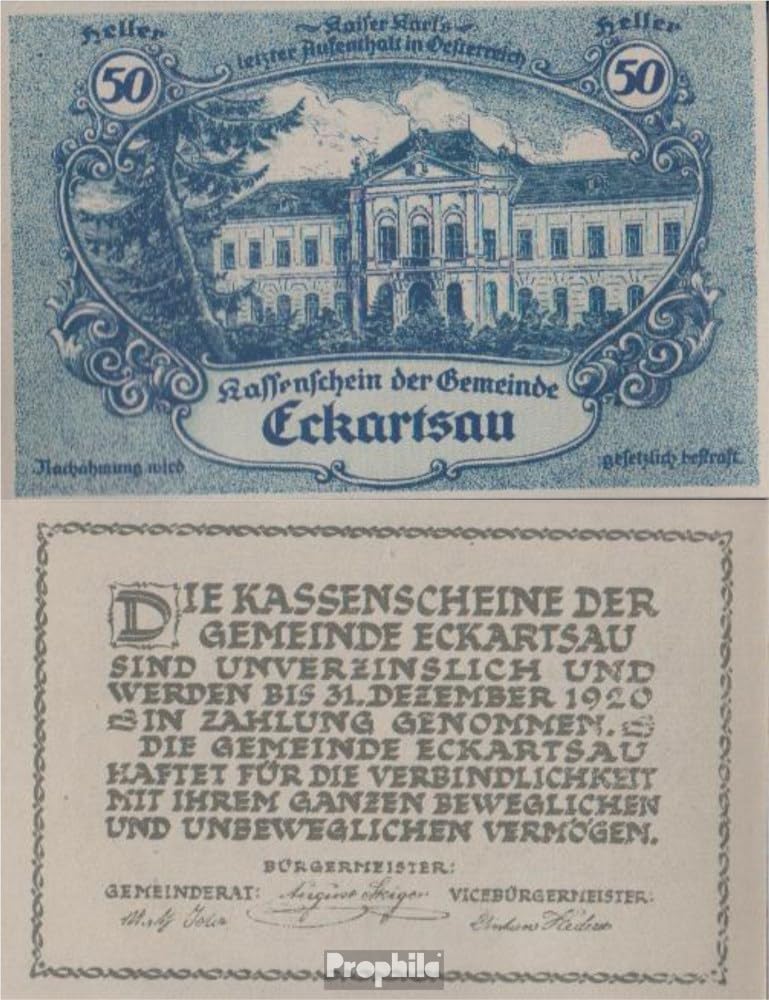 Heller
Kaiser Karl's
Heller
letzter Aufenthalt in Oesterreich
50
50
Kassenschein der Gemeinde
Eckartsau
Nachahmung wird
gesetzlich bestraft.
DIE KASSENSCHEINE DER
GEMEINDE ECKARTSAU
SIND UNVERZINSLICH UND
WERDEN BIS 31. DEZEMBER 1920
IN ZAHLUNG GENOMMEN.
DIE GEMEINDE ECKARTSAU
HAFTET FÜR DIE VERBINDLICHKEIT
MIT IHREM GANZEN BEWEGLICHEN
UND UNBEWEGLICHEN VERMÖGEN.
BÜRGERMEISTER:
GEMEINDERAT: August VICEBÜRGERMEISTER:
Prophila